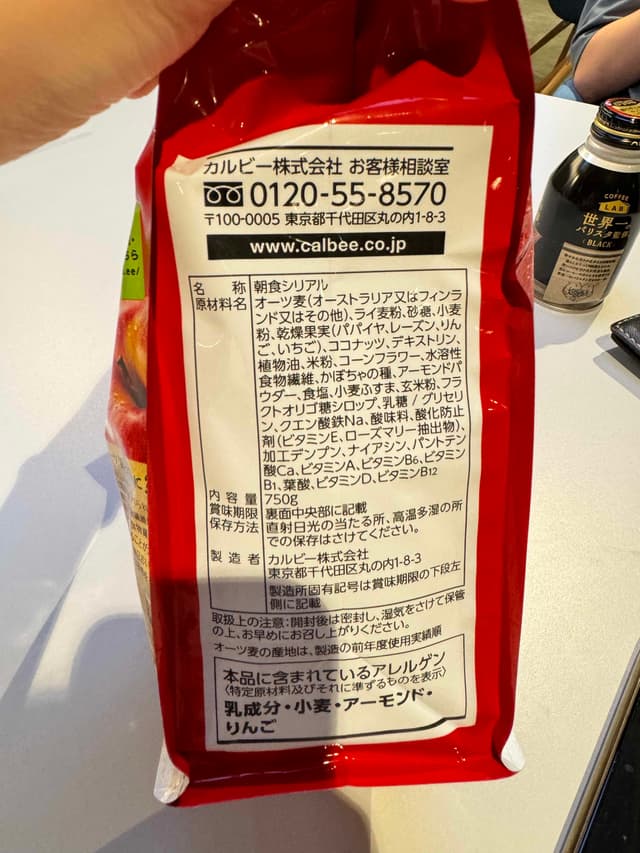 カルビー株式会社 お客様相談室
0120-55-8570
〒100-0005 東京都千代田区丸の内1-8-3
www.calbee.co.jp
名 称 朝食シリアル
原材料名 オーツ麦(オーストラリア又はフィンラ
ンド又はその他)、ライ麦粉、砂糖、小麦
粉、乾燥果実(パパイヤ、レーズン、りん
ご、いちご)、ココナッツ、デキストリン、
植物油、米粉、コーンフラワー、水溶性
食物繊維、かぼちゃの種、アーモンドパ
ウダー、食塩、小麦ふすま、玄米粉、フラ
クトオリゴ糖シロップ、乳糖 / グリセリ
ン、クエン酸鉄Na、酸味料、酸化防止
剤(ビタミンE、ローズマリー抽出物)、
加工デンプン、ナイアシン、パントテン
酸Ca、ビタミンA、ビタミンB6、ビタミン
B1、葉酸、ビタミンD、ビタミンB12
内 容 量 750g
賞味期限 裏面中央部に記載
保存方法 直射日光の当たる所、高温多湿の所
での保存はさけてください。
製 造 者 カルビー株式会社
東京都千代田区丸の内1-8-3
製造所固有記号は賞味期限の下段左
側に記載
取扱上の注意:開封後は密封し、湿気をさけて保管
の上、お早めにお召し上がりください。
オーツ麦の産地は、製造の前年度使用実績順
本品に含まれているアレルゲン
〈特定原材料及びそれに準ずるものを表示〉
乳成分・小麦・アーモンド・
りんご
COFFEE
LAB
世界一
バリスタ監修
BLACK